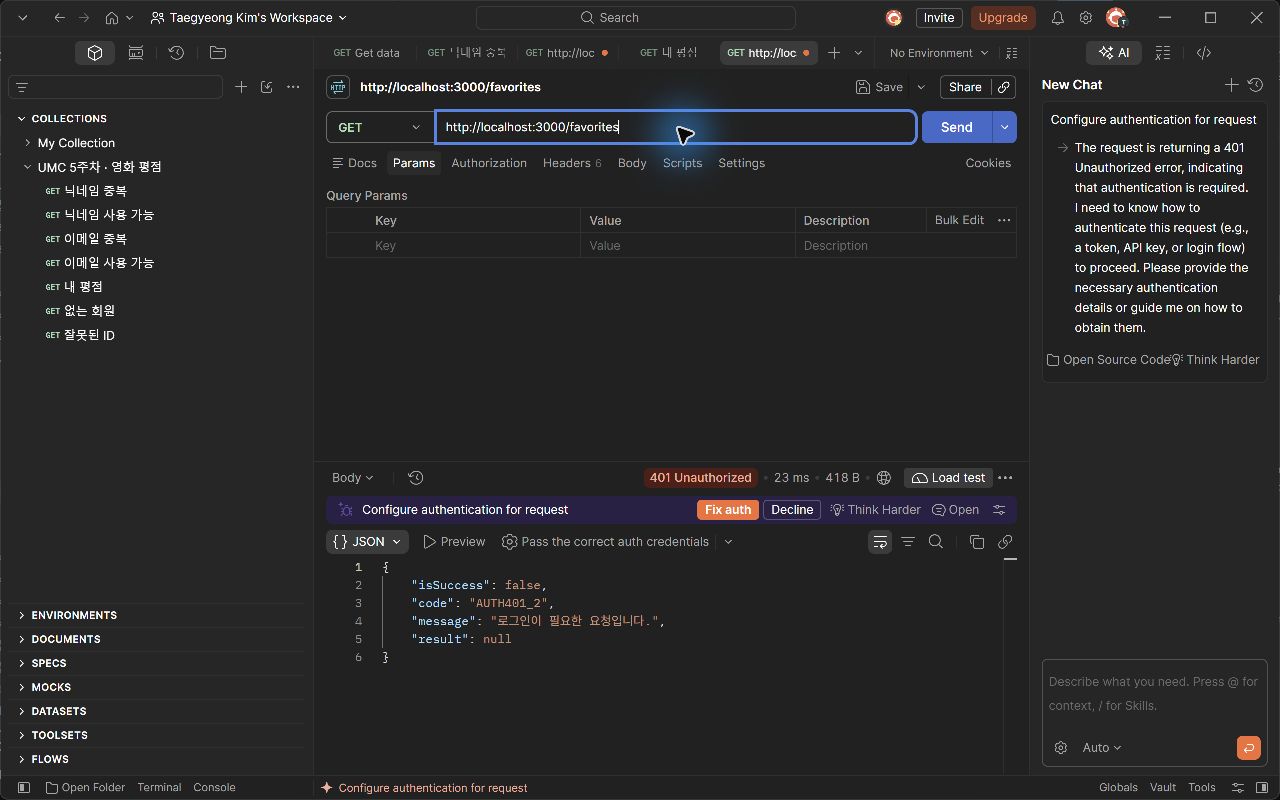 Taegyeong Kim's Workspace
Search
Invite
Upgrade
GET Get data
GET 닉네임 중복
GET http://loc
GET 내 평점
GET http://loc
No Environment
AI
http://localhost:3000/favorites
Save
Share
New Chat
COLLECTIONS
My Collection
UMC 5주차 · 영화 평점
GET 닉네임 중복
GET 닉네임 사용 가능
GET 이메일 중복
GET 이메일 사용 가능
GET 내 평점
GET 없는 회원
GET 잘못된 ID
ENVIRONMENTS
DOCUMENTS
SPECS
MOCKS
DATASETS
TOOLSETS
FLOWS
GET
http://localhost:3000/favorites
Send
Docs Params Authorization Headers 6 Body Scripts Settings Cookies
Query Params
Key Value Description Bulk Edit
Key Value Description
Body
401 Unauthorized • 23 ms • 418 B
Load test
Configure authentication for request
Fix auth
Decline
Think Harder
Open
{} JSON
Preview
Pass the correct auth credentials
1 {
2 "isSuccess": false,
3 "code": "AUTH401_2",
4 "message": "로그인이 필요한 요청입니다.",
5 "result": null
6 }
Configure authentication for request
The request is returning a 401
Unauthorized error, indicating
that authentication is required.
I need to know how to
authenticate this request (e.g.,
a token, API key, or login flow)
to proceed. Please provide the
necessary authentication
details or guide me on how to
obtain them.
Open Source Code
Think Harder
Describe what you need. Press @ for
context, / for Skills.
Auto
Open Folder Terminal Console
Configure authentication for request
Globals Vault Tools